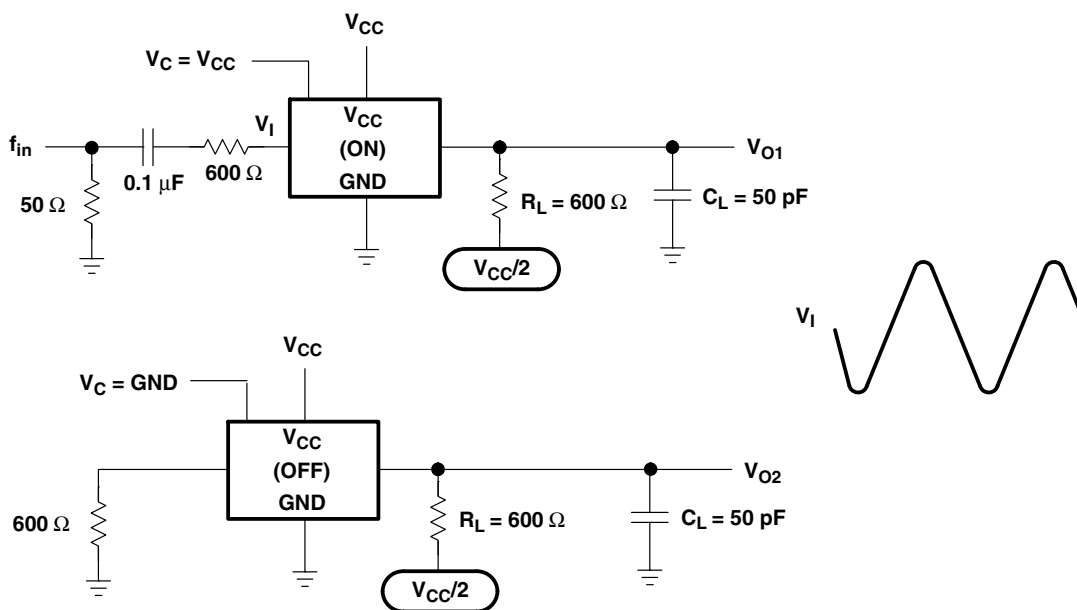 VCC
VC = VCC
fin
VI
VCC
(ON)
GND
VO1
50 Ω
0.1 μF
600 Ω
RL = 600 Ω
CL = 50 pF
VCC/2
VI
VCC
VC = GND
VCC
(OFF)
GND
VO2
600 Ω
RL = 600 Ω
CL = 50 pF
VCC/2